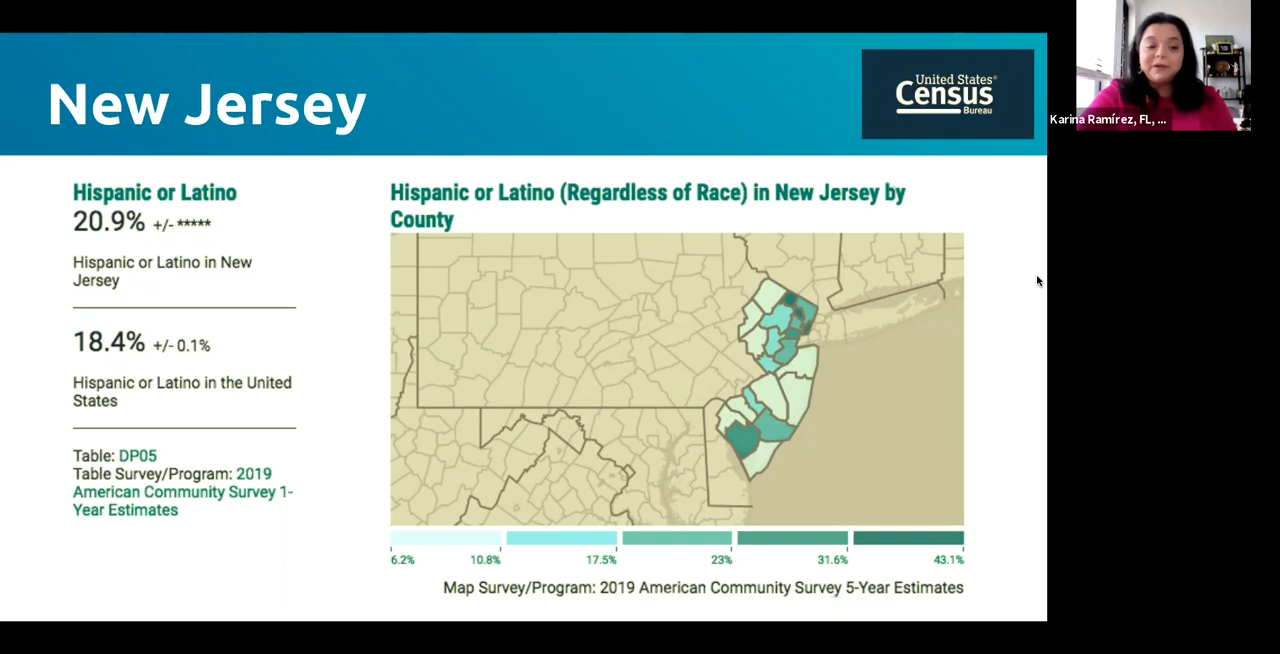 New Jersey
United States®
Census
Bureau
Karina Ramírez, FL, ...
Hispanic or Latino
20.9% +/- *****
Hispanic or Latino in New
Jersey
18.4% +/- 0.1%
Hispanic or Latino in the United
States
Table: DP05
Table Survey/Program: 2019
American Community Survey 1-
Year Estimates
Hispanic or Latino (Regardless of Race) in New Jersey by
County
6.2% 10.8% 17.5% 23% 31.6% 43.1%
Map Survey/Program: 2019 American Community Survey 5-Year Estimates